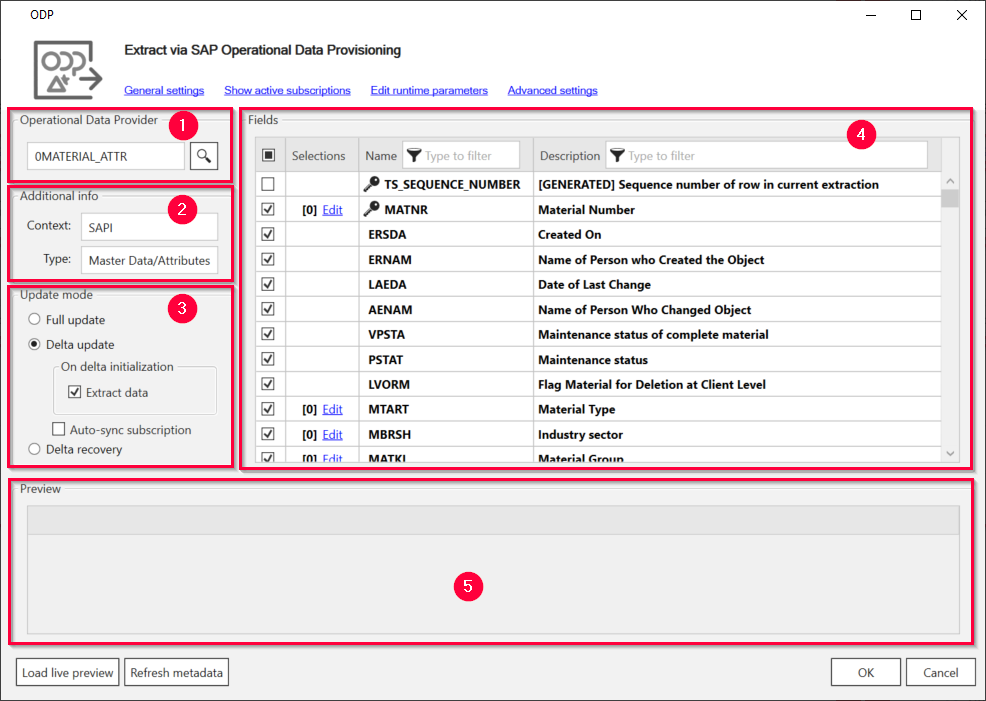 ODP
Extract via SAP Operational Data Provisioning
General settings Show active subscriptions Edit runtime parameters Advanced settings
Operational Data Provider
1
0MATERIAL_ATTR
Additional info
2
Context: SAPI
Type: Master Data/Attributes
Update mode
3
Full update
Delta update
On delta initialization
Extract data
Auto-sync subscription
Delta recovery
Fields
4
Selections Name Type to filter Description Type to filter
TS_SEQUENCE_NUMBER [GENERATED] Sequence number of row in current extraction
[0] Edit MATNR Material Number
ERSDA Created On
ERNAM Name of Person who Created the Object
LAEDA Date of Last Change
AENAM Name of Person Who Changed Object
VPSTA Maintenance status of complete material
PSTAT Maintenance status
LVORM Flag Material for Deletion at Client Level
[0] Edit MTART Material Type
[0] Edit MBRSH Industry sector
[0] Edit MATKL Material Group
Preview
5
Load live preview Refresh metadata OK Cancel